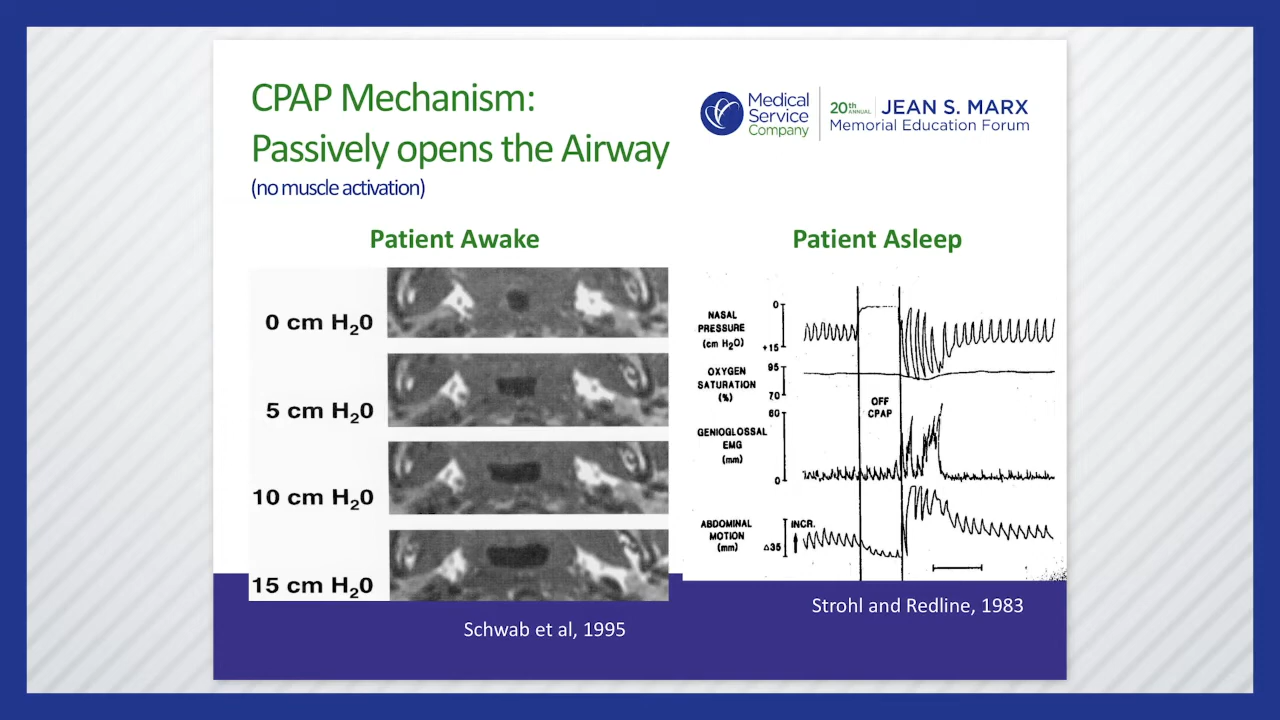 CPAP Mechanism:
Passively opens the Airway
(no muscle activation)
Medical
Service
Company
20th ANNUAL JEAN S. MARX
Memorial Education Forum
Patient Awake
0 cm H₂0
5 cm H₂0
10 cm H₂0
15 cm H₂0
Schwab et al, 1995
Patient Asleep
NASAL
PRESSURE
(cm H₂O)
0
+15
OXYGEN
SATURATION
(%)
95
70
OFF
CPAP
GENIOGLOSSAL
EMG
(mm)
60
0
ABDOMINAL
MOTION
(mm)
INCR.
Δ35
Strohl and Redline, 1983